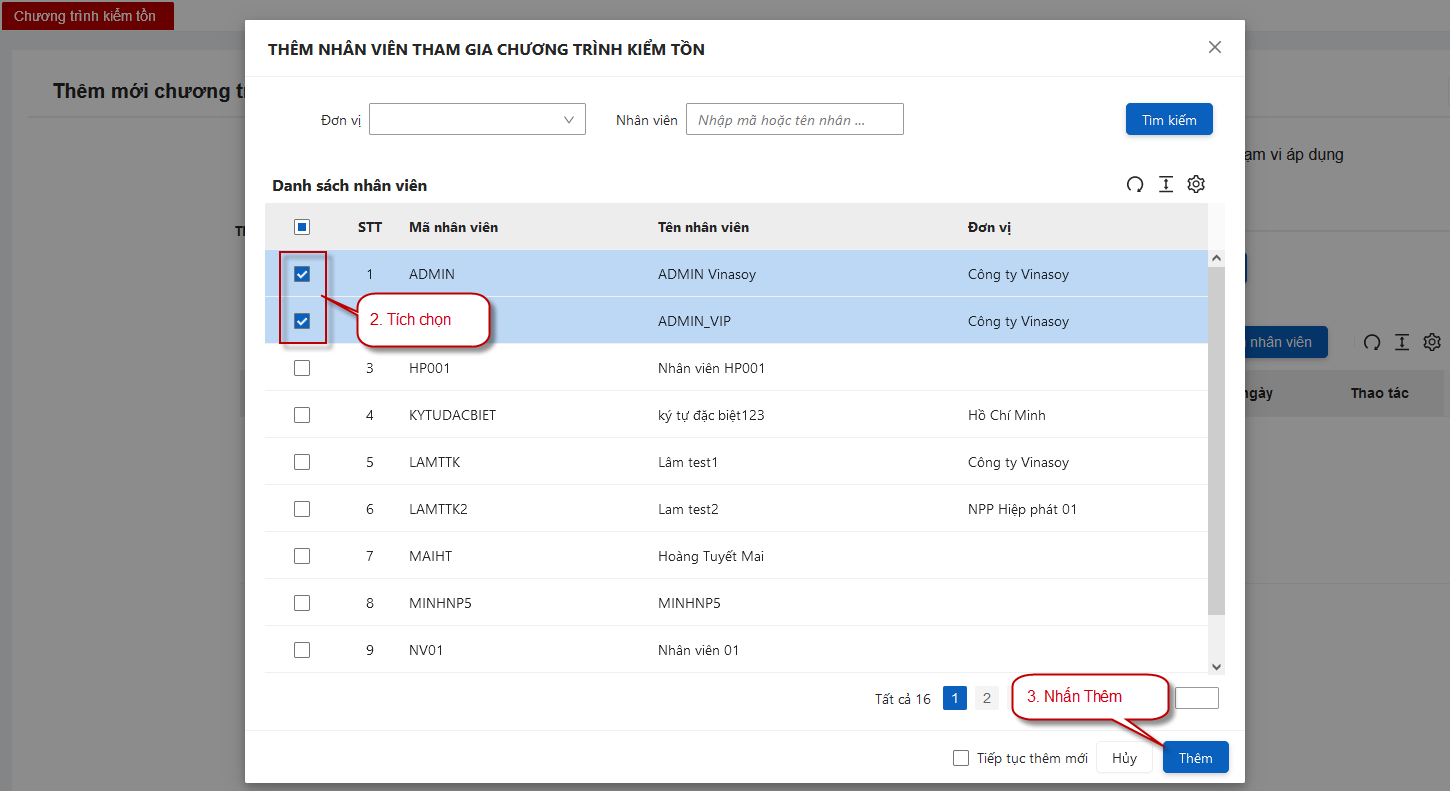 Chương trình kiểm tồn
THÊM NHÂN VIÊN THAM GIA CHƯƠNG TRÌNH KIỂM TỒN
Thêm mới chương
Đơn vị
Nhân viên
Nhập mã hoặc tên nhân ...
Tìm kiếm
vi áp dụng
Danh sách nhân viên
STT Mã nhân viên Tên nhân viên Đơn vị
1 ADMIN ADMIN Vinasoy Công ty Vinasoy
2. Tích chọn
ADMIN_VIP Công ty Vinasoy
nhân viên
3 HP001 Nhân viên HP001
Thao tác
4 KYTUDACBIET ký tự đặc biệt123 Hồ Chí Minh
5 LAMTTK Lâm test1 Công ty Vinasoy
6 LAMTTK2 Lam test2 NPP Hiệp phát 01
7 MAIHT Hoàng Tuyết Mai
8 MINHNP5 MINHNP5
9 NV01 Nhân viên 01
Tất cả 16 1 2
3. Nhấn Thêm
Tiếp tục thêm mới Hủy Thêm